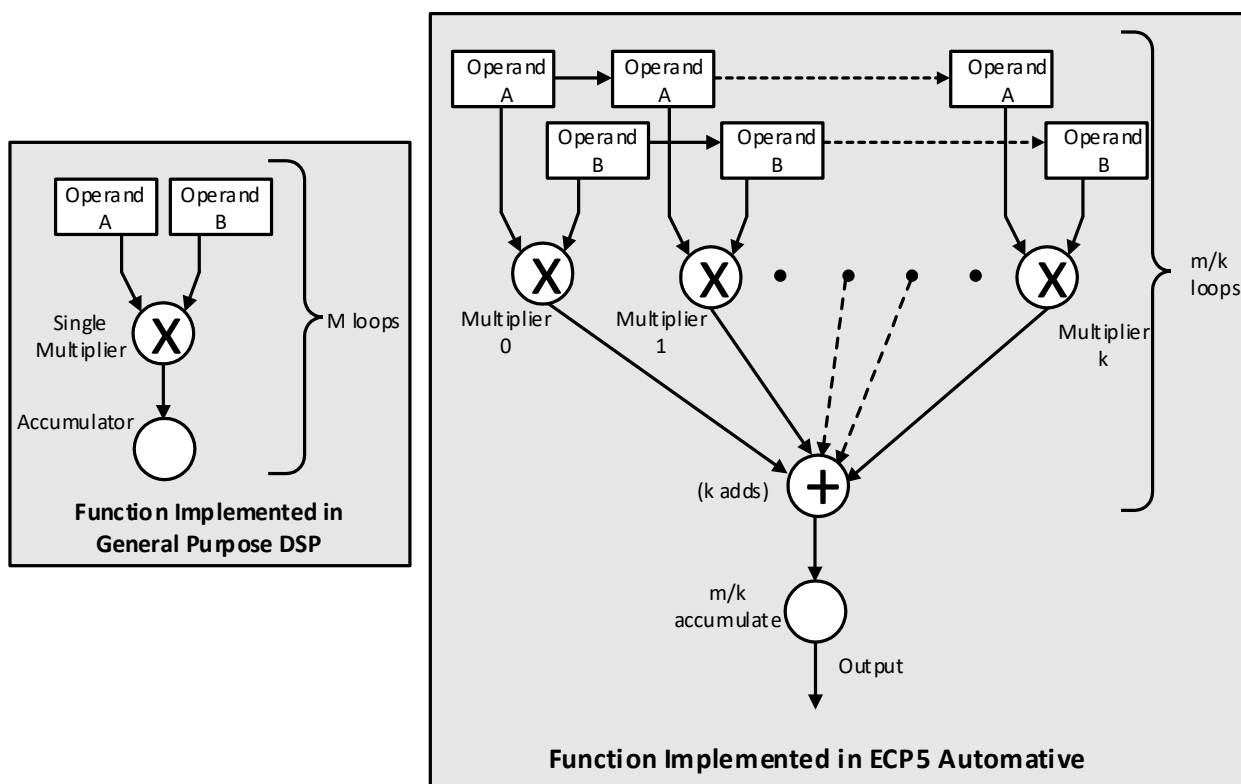 Operand
A
Operand
B
Single
Multiplier
X
M loops
Accumulator
Function Implemented in
General Purpose DSP
Operand
A
Operand
A
Operand
A
Operand
B
Operand
B
Operand
B
X
X
X
m/k
loops
Multiplier
0
Multiplier
1
Multiplier
k
(k adds)
+
m/k
accumulate
Output
Function Implemented in ECP5 Automative